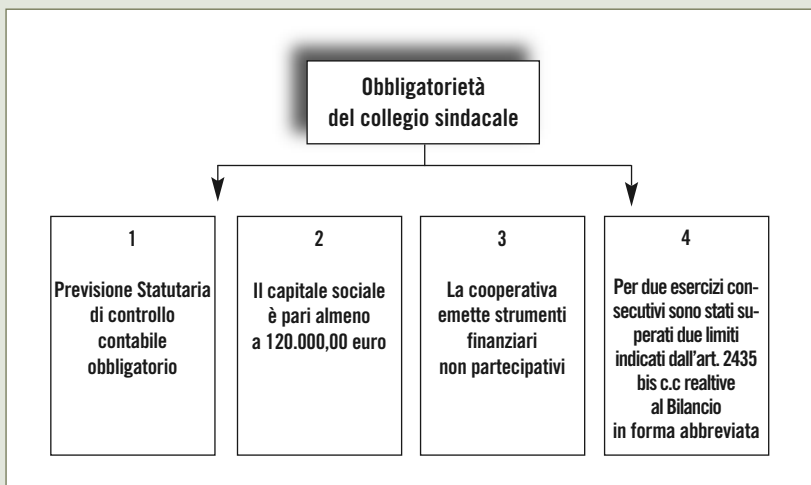 Obbligatorietà
del collegio sindacale
1
Previsione Statutaria
di controllo
contabile
obbligatorio
2
Il capitale sociale
è pari almeno
a 120.000,00 euro
3
La cooperativa
emette strumenti
finanziari
non partecipativi
4
Per due esercizi con-
secutivi sono stati su-
perati due limiti
indicati dall'art. 2435
bis c.c realtive
al Bilancio
in forma abbreviata